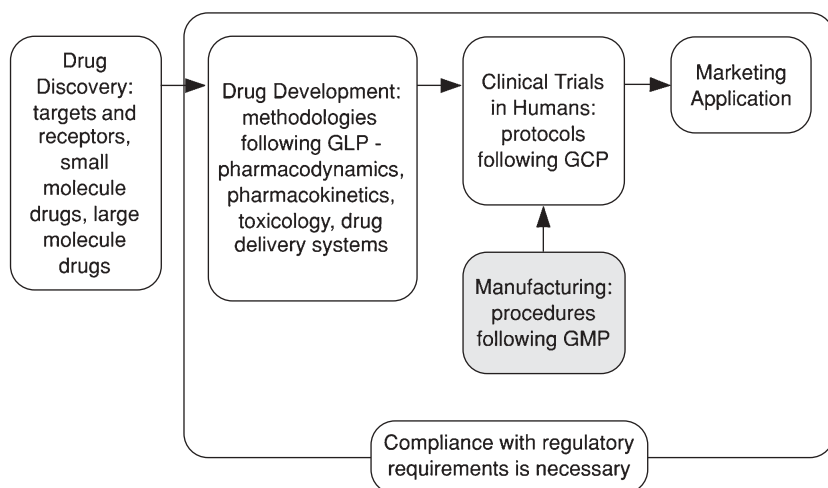 Drug
Discovery:
targets and
receptors,
small
molecule
drugs, large
molecule
drugs
Drug Development:
methodologies
following GLP -
pharmacodynamics,
pharmacokinetics,
toxicology, drug
delivery systems
Clinical Trials
in Humans:
protocols
following GCP
Marketing
Application
Manufacturing:
procedures
following GMP
Compliance with regulatory
requirements is necessary